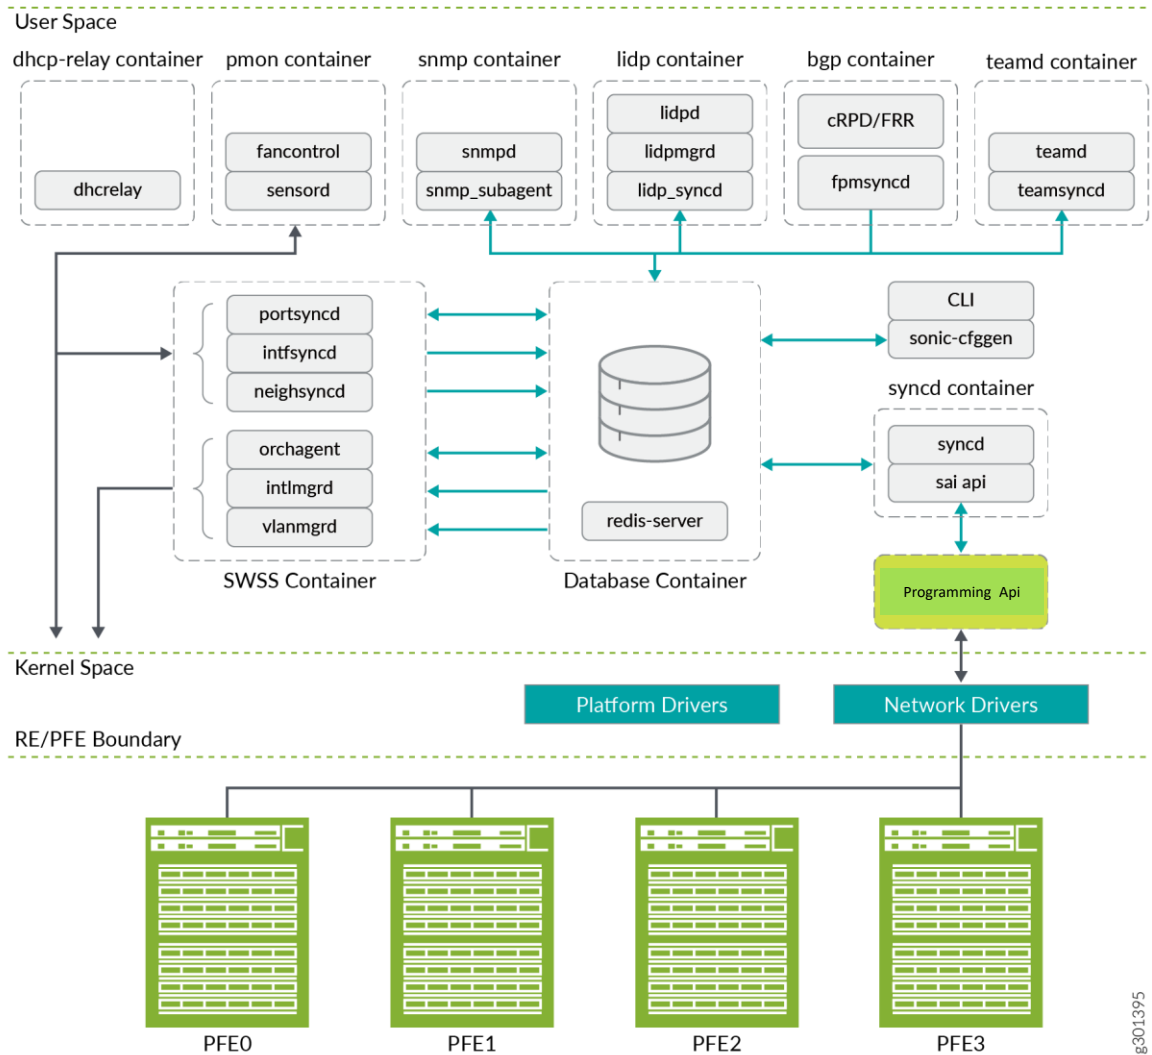 User Space
dhcp-relay container
pmon container
snmp container
lidp container
bgp container
teamd container
dhcrelay
fancontrol
sensord
snmpd
snmp_subagent
lidpd
lidpmgrd
lidp_syncd
cRPD/FRR
fpmsyncd
teamd
teamsyncd
portsyncd
intfsyncd
neighsyncd
orchagent
intlmgrd
vlanmgrd
SWSS Container
redis-server
Database Container
CLI
sonic-cfggen
syncd container
syncd
sai api
Programming Api
Kernel Space
Platform Drivers
Network Drivers
RE/PFE Boundary
PFE0
PFE1
PFE2
PFE3
g301395